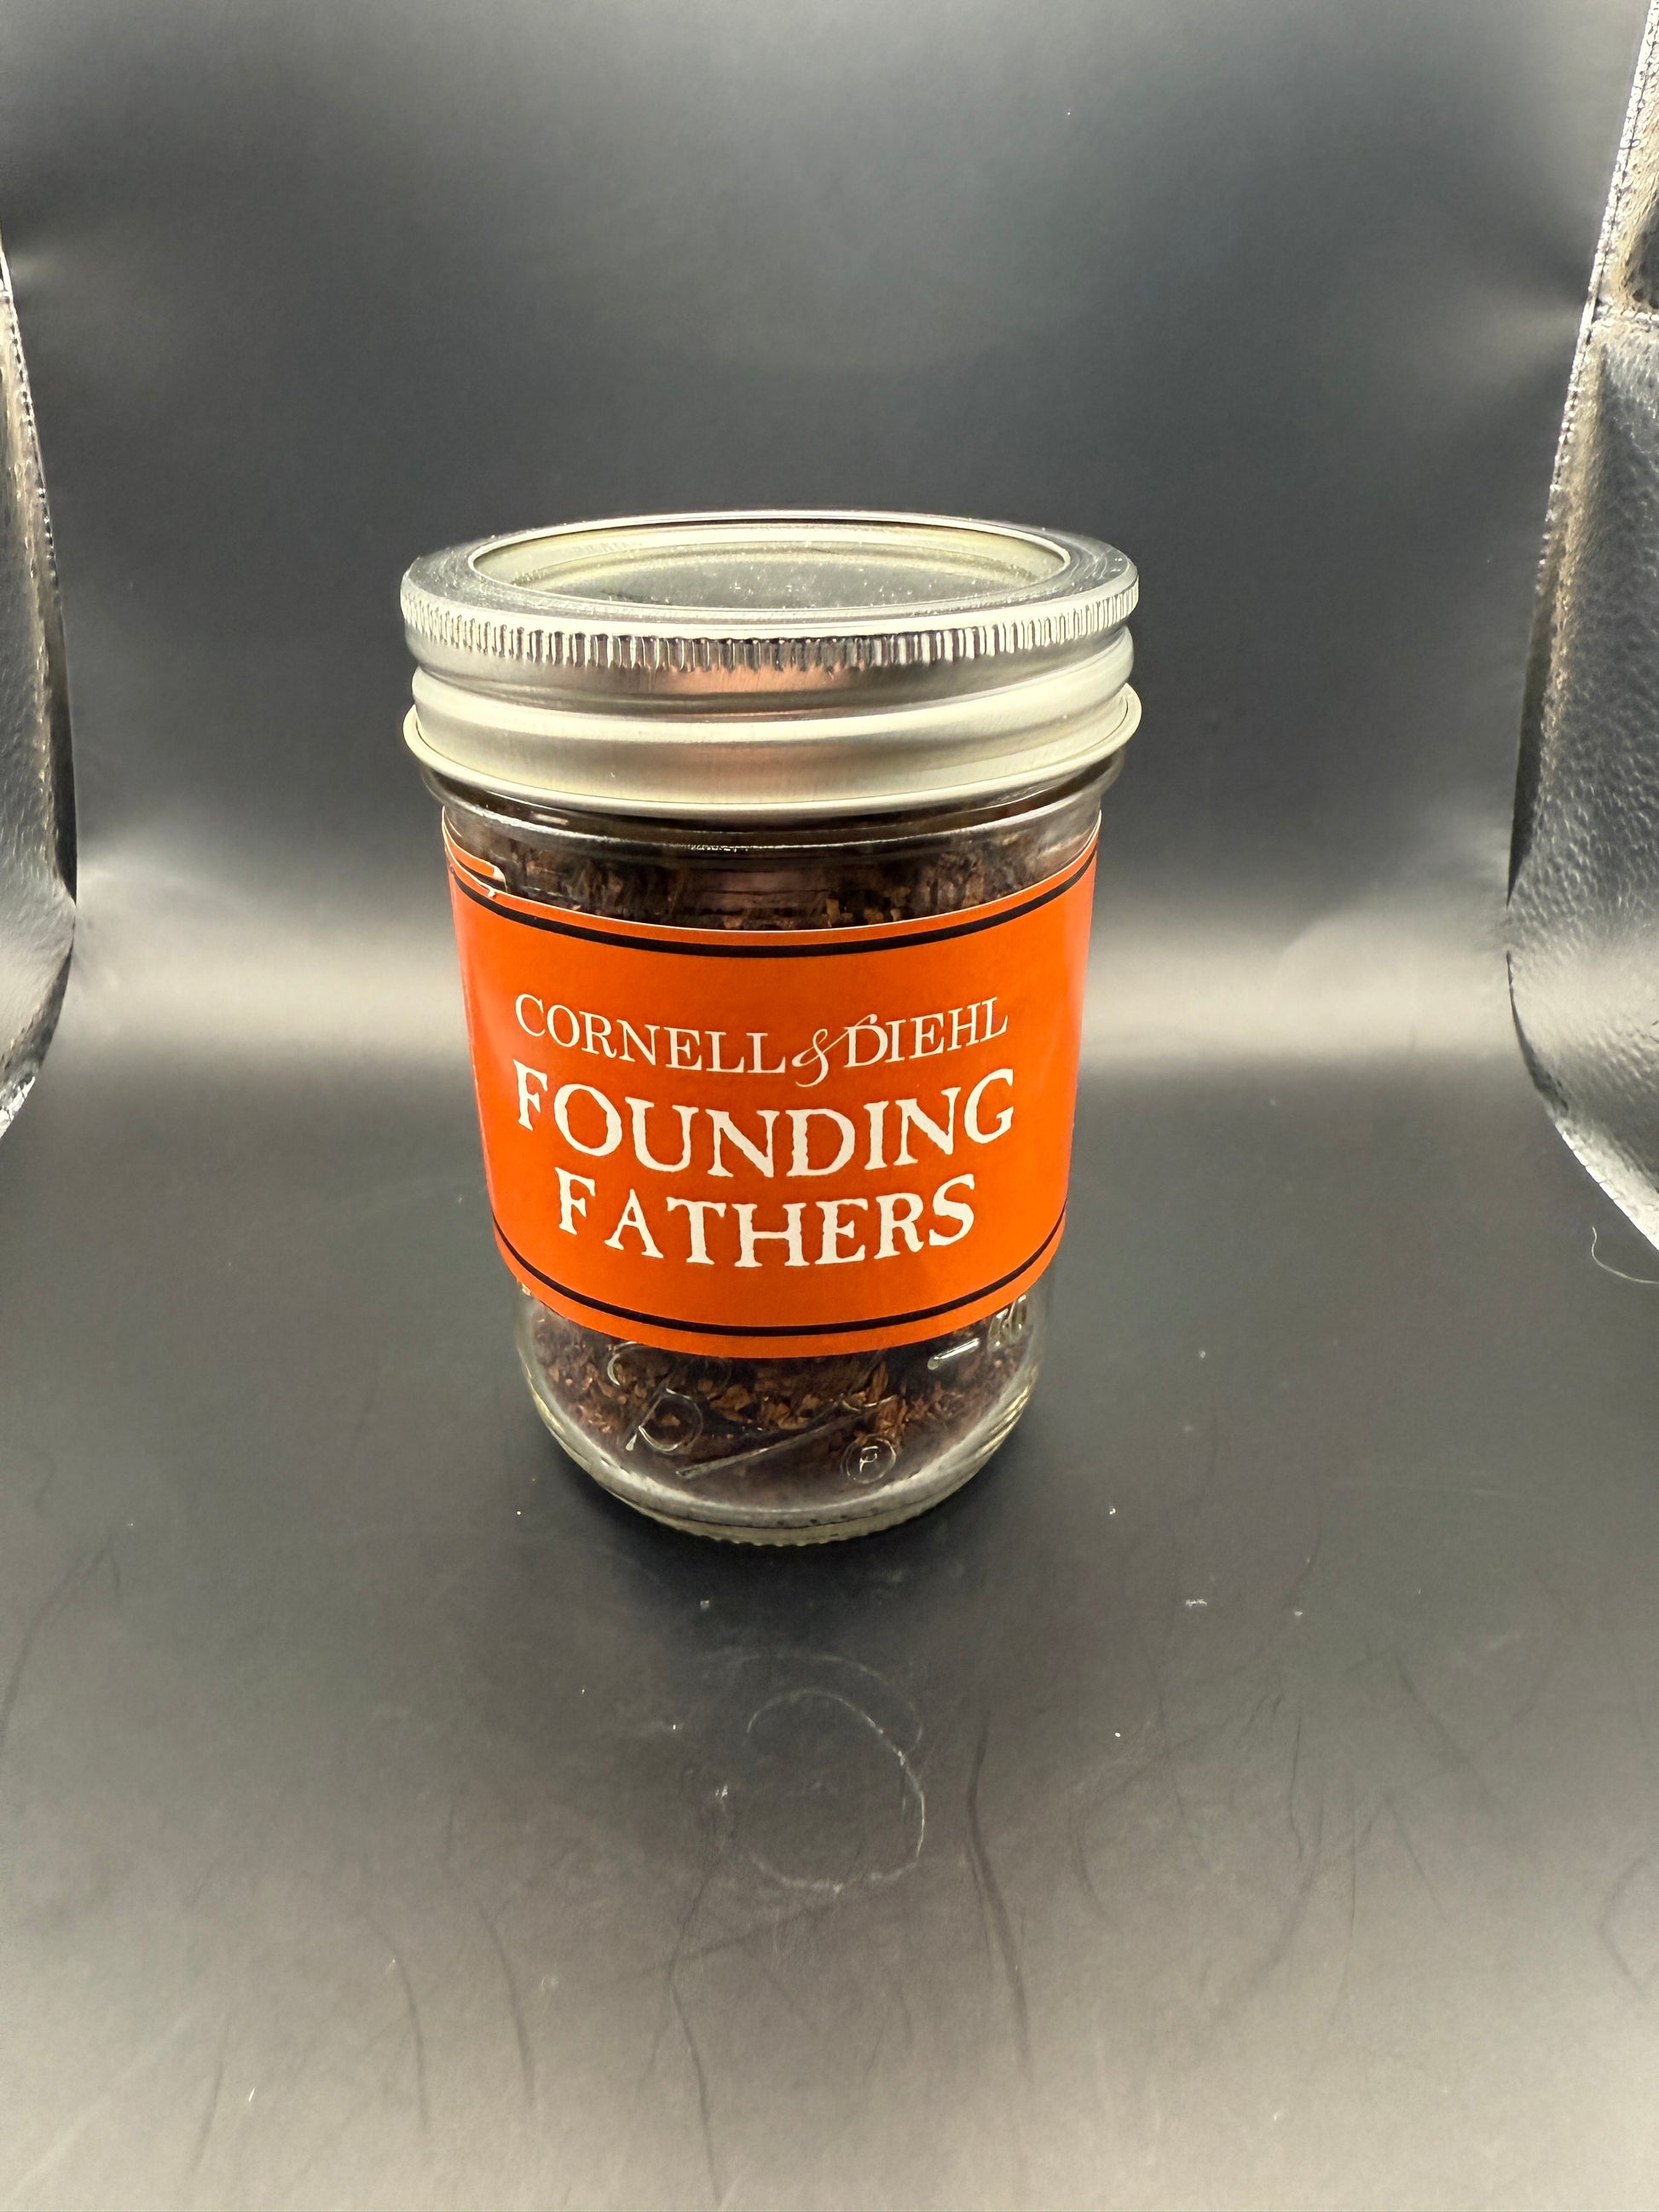 CORNELL & DIEHL
FOUNDING
FATHERS